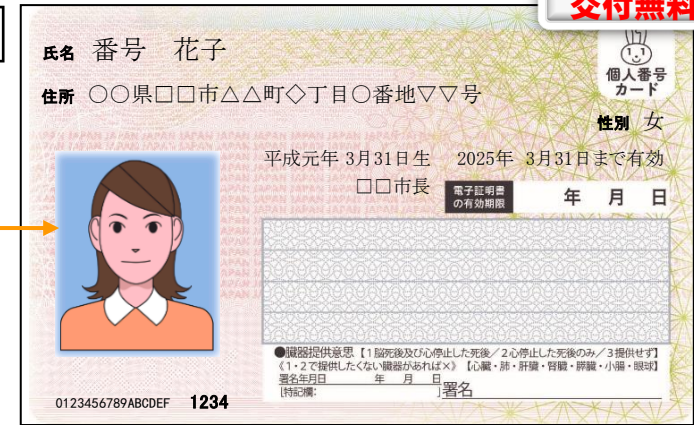 交付無料
氏名 番号 花子
個人番号
カード
住所 ○○県□□市△△町◇丁目○番地▽▽号
性別 女
平成元年 3月31日生 2025年 3月31日まで有効
□□市長
電子証明書
の有効期限
年 月 日
●臓器提供意思【1 脳死後及び心停止した死後/2 心停止した死後のみ/3 提供せず】
《1・2で提供したくない臓器があれば×》【心臓・肺・肝臓・腎臓・膵臓・小腸・眼球】
署名年月日 年 月 日
[特記欄: ]署名
0123456789ABCDEF 1234